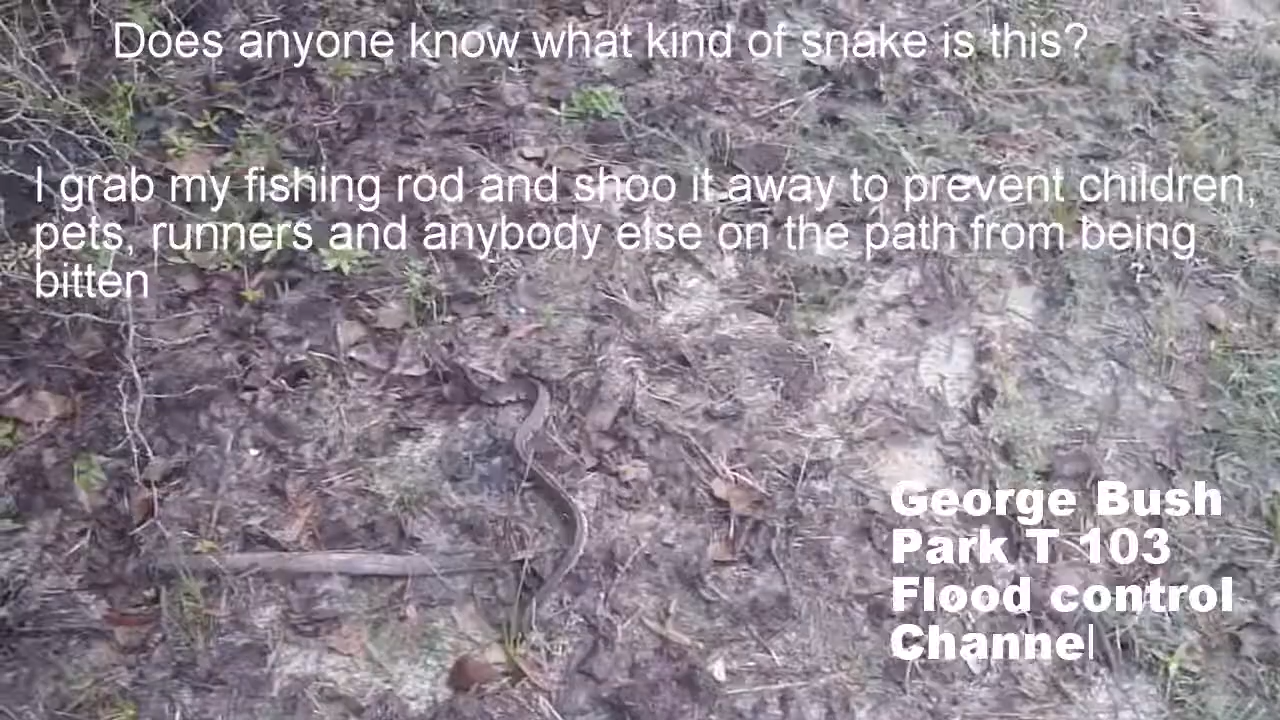 Does anyone know what kind of snake is this?
I grab my fishing rod and shoo it away to prevent children,
pets, runners and anybody else on the path from being
bitten
?
George Bush
Park T 103
Flood control
Channel